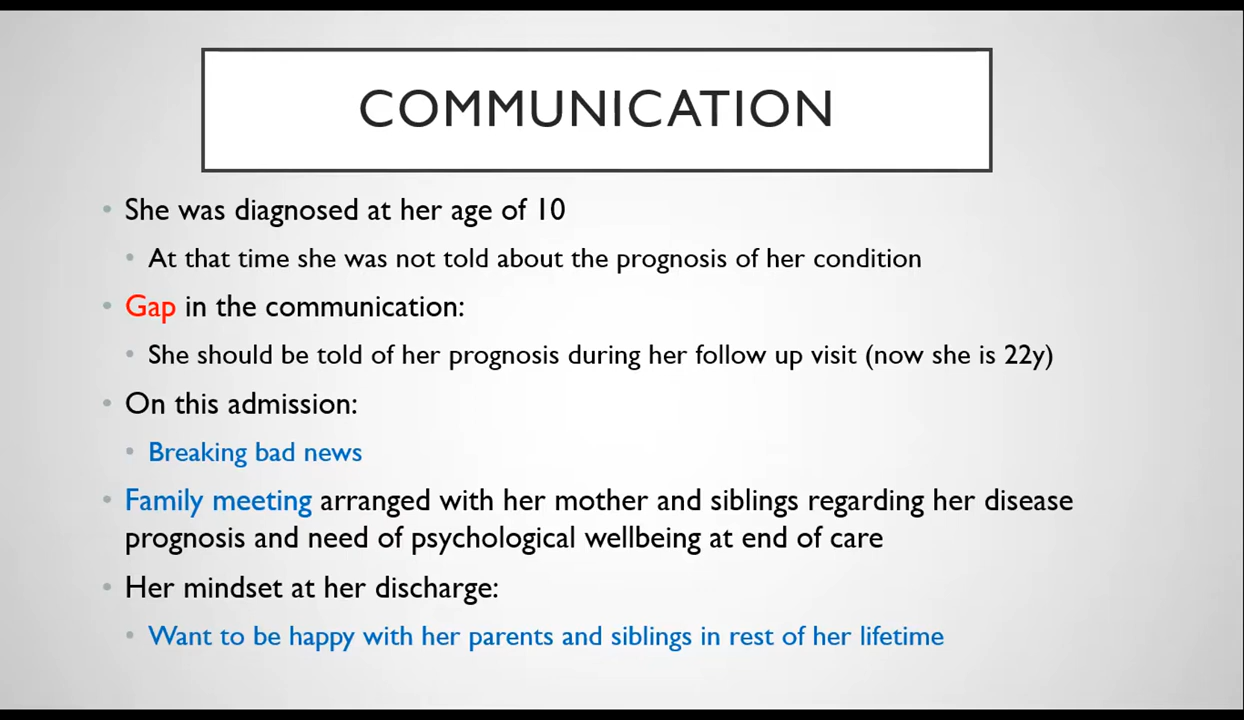 COMMUNICATION
• She was diagnosed at her age of 10
• At that time she was not told about the prognosis of her condition
• Gap in the communication:
• She should be told of her prognosis during her follow up visit (now she is 22y)
• On this admission:
• Breaking bad news
• Family meeting arranged with her mother and siblings regarding her disease
prognosis and need of psychological wellbeing at end of care
• Her mindset at her discharge:
• Want to be happy with her parents and siblings in rest of her lifetime